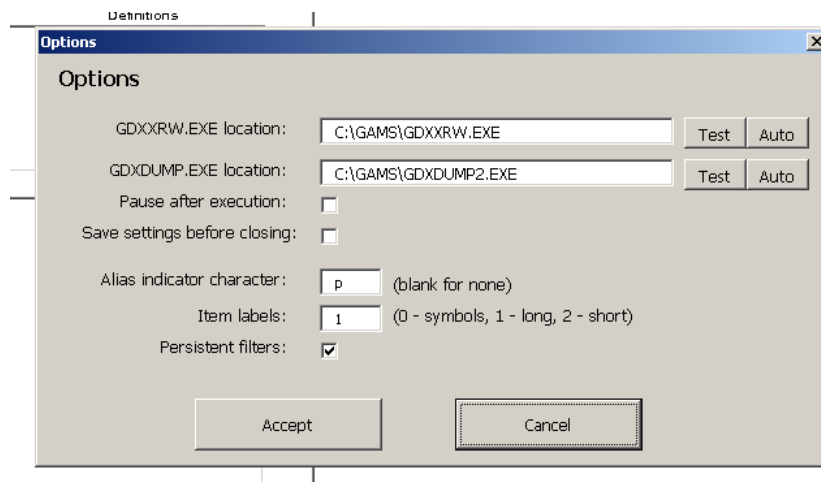 Definitions
Options
Options
GDXXRW.EXE location: C:\GAMS\GDXXRW.EXE Test Auto
GDXDUMP.EXE location: C:\GAMS\GDXDUMP2.EXE Test Auto
Pause after execution:
Save settings before closing:
Alias indicator character: p (blank for none)
Item labels: 1 (0 - symbols, 1 - long, 2 - short)
Persistent filters:
Accept Cancel